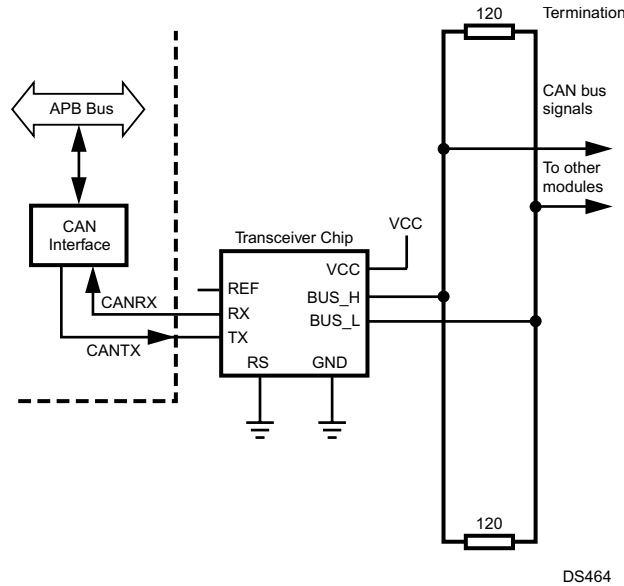 120
Termination
APB Bus
CAN bus
signals
To other
modules
CAN
Interface
VCC
Transceiver Chip
VCC
REF
BUS_H
CANRX
RX
BUS_L
TX
CANTX
RS
GND
120
DS464